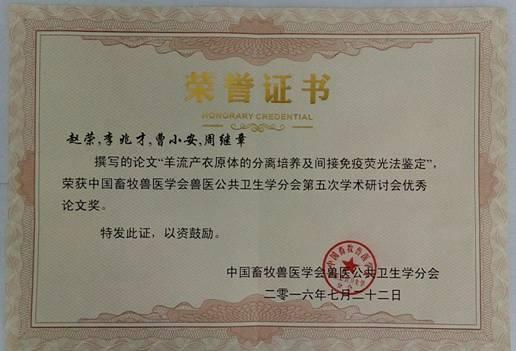 荣誉证书
HONORARY CREDENTIAL
赵荣,李兆才,曹小安,周继章
撰写的论文“羊流产衣原体的分离培养及间接免疫荧光法鉴定”,
荣获中国畜牧兽医学会兽医公共卫生学分会第五次学术研讨会优秀
论文奖。
特发此证，以资鼓励。
中国畜牧兽医学会兽医公共卫生学分会
二零一六年七月二十二日